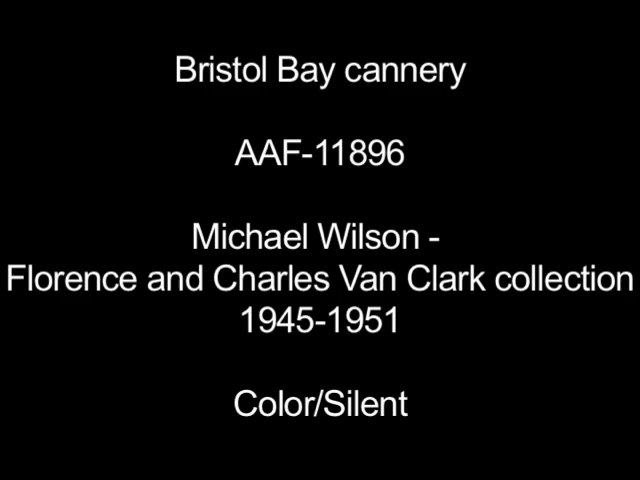 Bristol Bay cannery
AAF-11896
Michael Wilson -
Florence and Charles Van Clark collection
1945-1951
Color/Silent